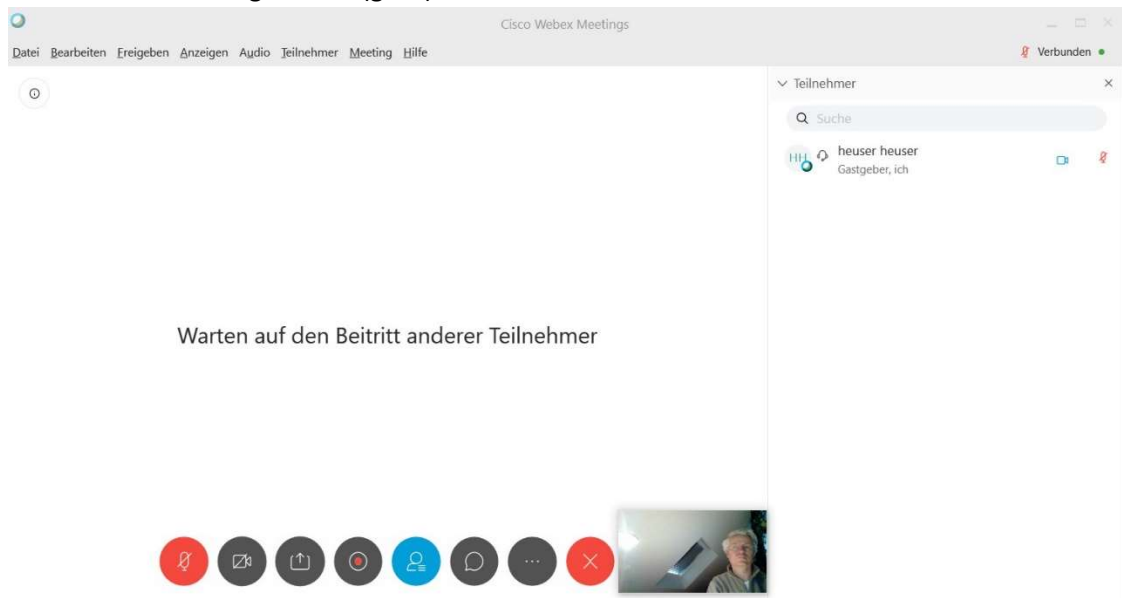 Cisco Webex Meetings
Datei Bearbeiten Freigeben Anzeigen Audio Teilnehmer Meeting Hilfe
Verbunden
Teilnehmer
Suche
HH
heuser heuser
Gastgeber, ich
Warten auf den Beitritt anderer Teilnehmer